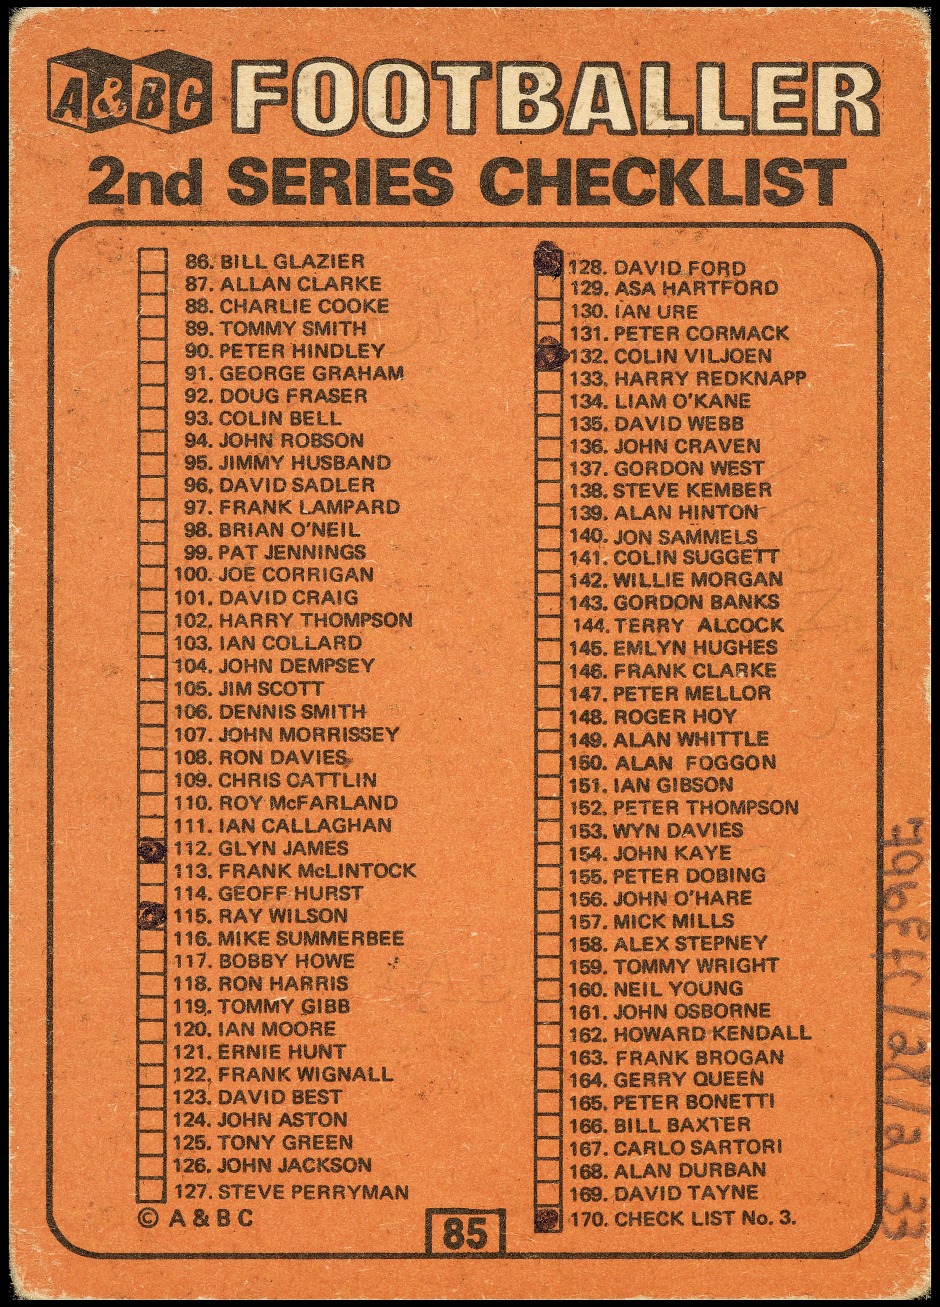 A&BC FOOTBALLER
2nd SERIES CHECKLIST
86. BILL GLAZIER
87. ALLAN CLARKE
88. CHARLIE COOKE
89. TOMMY SMITH
90. PETER HINDLEY
91. GEORGE GRAHAM
92. DOUG FRASER
93. COLIN BELL
94. JOHN ROBSON
95. JIMMY HUSBAND
96. DAVID SADLER
97. FRANK LAMPARD
98. BRIAN O'NEIL
99. PAT JENNINGS
100. JOE CORRIGAN
101. DAVID CRAIG
102. HARRY THOMPSON
103. IAN COLLARD
104. JOHN DEMPSEY
105. JIM SCOTT
106. DENNIS SMITH
107. JOHN MORRISSEY
108. RON DAVIES
109. CHRIS CATTLIN
110. ROY McFARLAND
111. IAN CALLAGHAN
112. GLYN JAMES
113. FRANK McLINTOCK
114. GEOFF HURST
115. RAY WILSON
116. MIKE SUMMERBEE
117. BOBBY HOWE
118. RON HARRIS
119. TOMMY GIBB
120. IAN MOORE
121. ERNIE HUNT
122. FRANK WIGNALL
123. DAVID BEST
124. JOHN ASTON
125. TONY GREEN
126. JOHN JACKSON
127. STEVE PERRYMAN
© A & B C
128. DAVID FORD
129. ASA HARTFORD
130. IAN URE
131. PETER CORMACK
132. COLIN VILJOEN
133. HARRY REDKNAPP
134. LIAM O'KANE
135. DAVID WEBB
136. JOHN CRAVEN
137. GORDON WEST
138. STEVE KEMBER
139. ALAN HINTON
140. JON SAMMELS
141. COLIN SUGGETT
142. WILLIE MORGAN
143. GORDON BANKS
144. TERRY ALCOCK
145. EMLYN HUGHES
146. FRANK CLARKE
147. PETER MELLOR
148. ROGER HOY
149. ALAN WHITTLE
150. ALAN FOGGON
151. IAN GIBSON
152. PETER THOMPSON
153. WYN DAVIES
154. JOHN KAYE
155. PETER DOBING
156. JOHN O'HARE
157. MICK MILLS
158. ALEX STEPNEY
159. TOMMY WRIGHT
160. NEIL YOUNG
161. JOHN OSBORNE
162. HOWARD KENDALL
163. FRANK BROGAN
164. GERRY QUEEN
165. PETER BONETTI
166. BILL BAXTER
167. CARLO SARTORI
168. ALAN DURBAN
169. DAVID TAYNE
170. CHECK LIST No. 3.
85